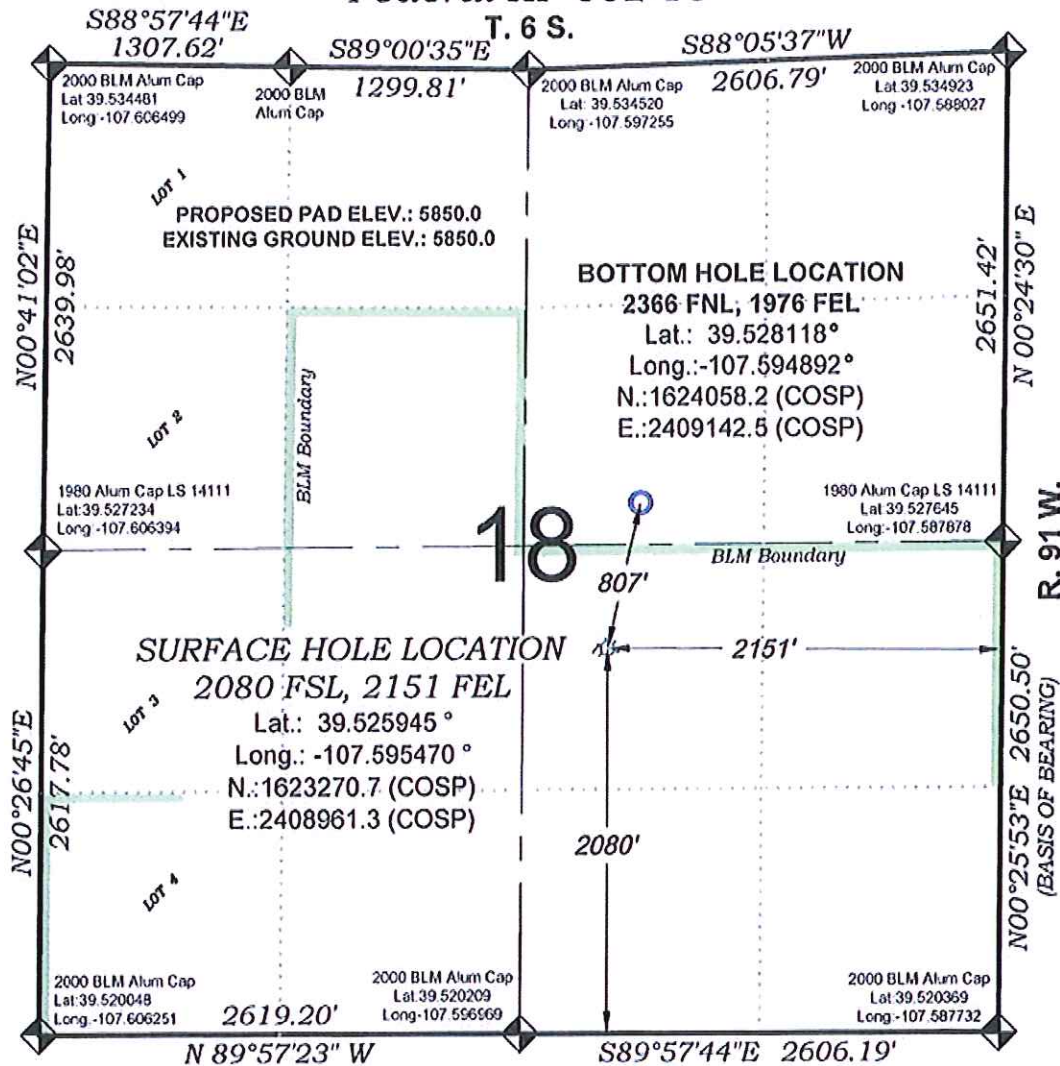 T. 6 S.
S88°57'44"E
1307.62'
S89°00'35"E
1299.81'
S88°05'37"W
2606.79'
2000 BLM Alum Cap
Lat 39.534481
Long -107.606499
2000 BLM
Alum Cap
2000 BLM Alum Cap
Lat: 39.534520
Long -107.597255
2000 BLM Alum Cap
Lat:39.534923
Long:-107.588027
LOT 1
PROPOSED PAD ELEV.: 5850.0
EXISTING GROUND ELEV.: 5850.0
N00°41'02"E
2639.98'
BOTTOM HOLE LOCATION
2366 FNL, 1976 FEL
Lat.: 39.528118°
Long.:-107.594892°
N.:1624058.2 (COSP)
E.:2409142.5 (COSP)
2651.42'
N 00°24'30" E
BLM Boundary
LOT 2
1980 Alum Cap LS 14111
Lat:39.527234
Long -107.606394
1980 Alum Cap LS 14111
Lat:39.527645
Long:-107.587878
R. 91 W.
18
BLM Boundary
807'
2151'
SURFACE HOLE LOCATION
2080 FSL, 2151 FEL
Lat.: 39.525945 °
Long.: -107.595470 °
N.:1623270.7 (COSP)
E.:2408961.3 (COSP)
LOT 3
N00°26'45"E
2617.78'
N00°25'53"E 2650.50'
(BASIS OF BEARING)
2080'
LOT 4
2000 BLM Alum Cap
Lat:39.520048
Long:-107.606251
2000 BLM Alum Cap
Lat:39.520209
Long-107.596969
2000 BLM Alum Cap
Lat:39.520369
Long:-107.587732
2619.20'
N 89°57'23" W
S89°57'44"E 2606.19'